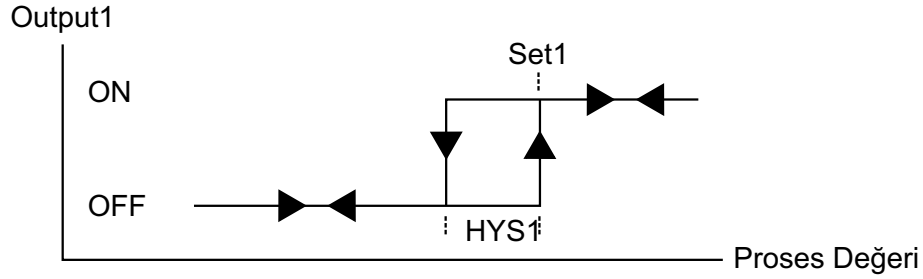 Output1
Set1
ON
OFF
HYS1
Proses Değeri